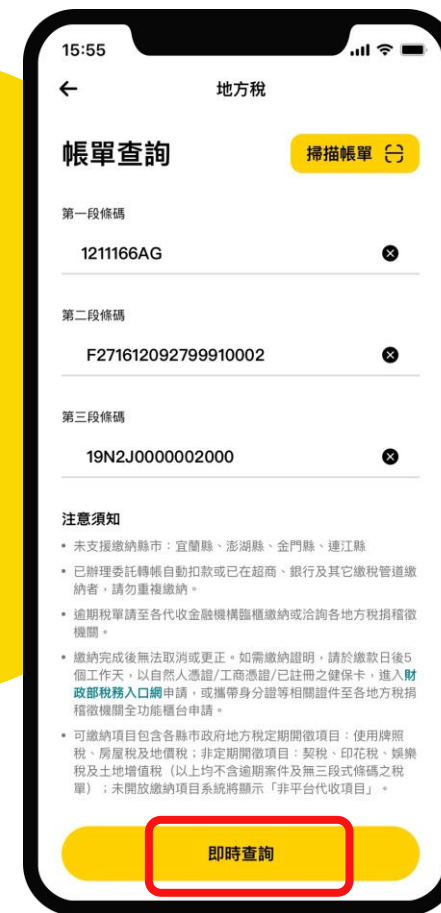 15:55
地方稅
帳單查詢
掃描帳單
第一段條碼
1211166AG
第二段條碼
F271612092799910002
第三段條碼
19N2J0000002000
注意須知
• 未支援繳納縣市：宜蘭縣、澎湖縣、金門縣、連江縣
• 已辦理委託轉帳自動扣款或已在超商、銀行及其它繳稅管道繳
納者，請勿重複繳納。
• 逾期稅單請至各代收金融機構臨櫃繳納或洽詢各地方稅捐稽徵
機關。
• 繳納完成後無法取消或更正。如需繳納證明，請於繳款日後5
個工作天，以自然人憑證/工商憑證/已註冊之健保卡，進入財
政部稅務入口網申請，或攜帶身分證等相關證件至各地方稅捐
稽徵機關全功能櫃台申請。
• 可繳納項目包含各縣市政府地方稅定期開徵項目：使用牌照
稅、房屋稅及地價稅；非定期開徵項目：契稅、印花稅、娛樂
稅及土地增值稅（以上均不含逾期案件及無三段式條碼之稅
單）；未開放繳納項目系統將顯示「非平台代收項目」。
即時查詢